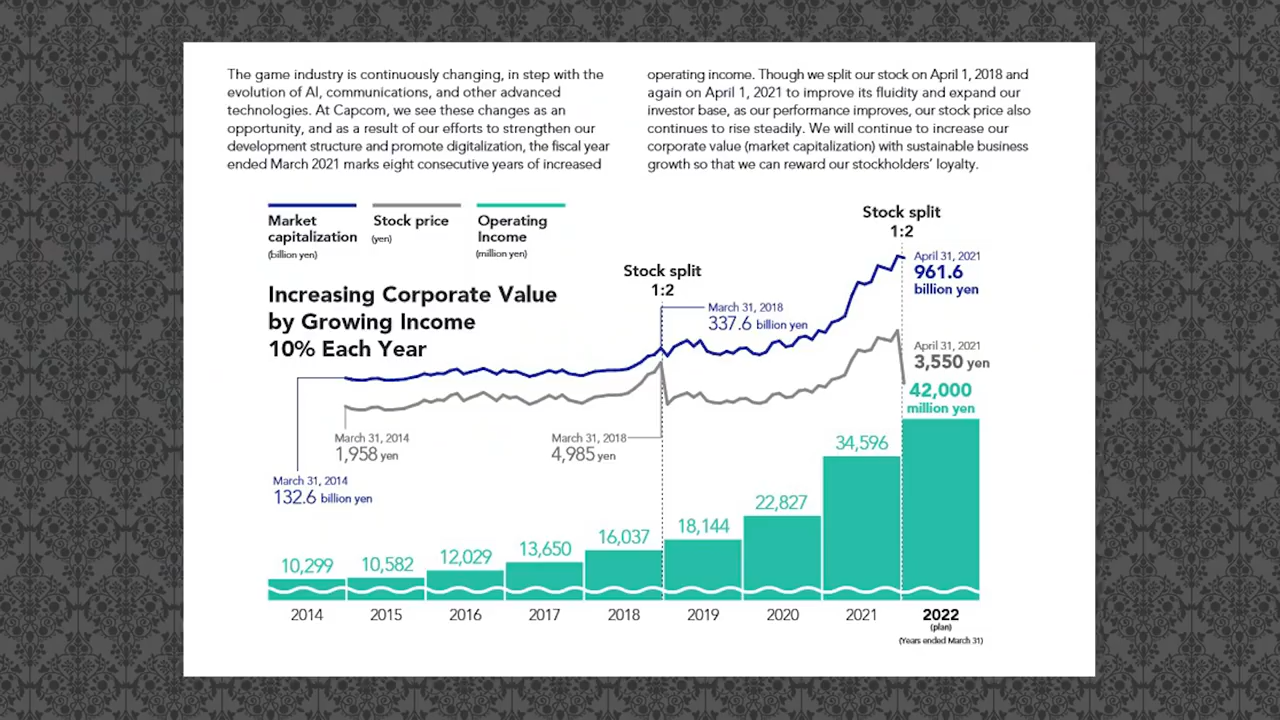 The game industry is continuously changing, in step with the
evolution of AI, communications, and other advanced
technologies. At Capcom, we see these changes as an
opportunity, and as a result of our efforts to strengthen our
development structure and promote digitalization, the fiscal year
ended March 2021 marks eight consecutive years of increased
operating income. Though we split our stock on April 1, 2018 and
again on April 1, 2021 to improve its fluidity and expand our
investor base, as our performance improves, our stock price also
continues to rise steadily. We will continue to increase our
corporate value (market capitalization) with sustainable business
growth so that we can reward our stockholders' loyalty.
Market
capitalization
(billion yen)
Stock price
(yen)
Operating
Income
(million yen)
Increasing Corporate Value
by Growing Income
10% Each Year
Stock split
1:2
March 31, 2018
337.6 billion yen
Stock split
1:2
April 31, 2021
961.6
billion yen
April 31, 2021
3,550 yen
42,000
million yen
March 31, 2014
1,958 yen
March 31, 2018
4,985 yen
March 31, 2014
132.6 billion yen
10,299
10,582
12,029
13,650
16,037
18,144
22,827
34,596
2014
2015
2016
2017
2018
2019
2020
2021
2022
(plan)
(Years ended March 31)